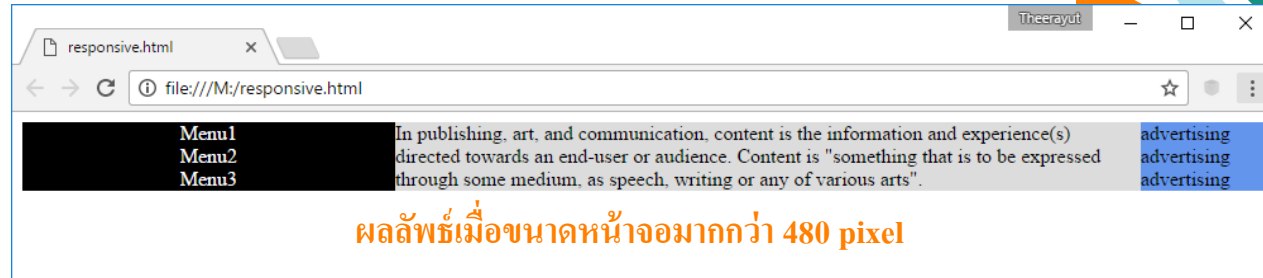 Theerayut
responsive.html
file:///M:/responsive.html
Menu1
Menu2
Menu3
In publishing, art, and communication, content is the information and experience(s)
directed towards an end-user or audience. Content is "something that is to be expressed
through some medium, as speech, writing or any of various arts".
advertising
advertising
advertising
ผลลัพธ์เมื่อขนาดหน้าจอมากกว่า 480 pixel